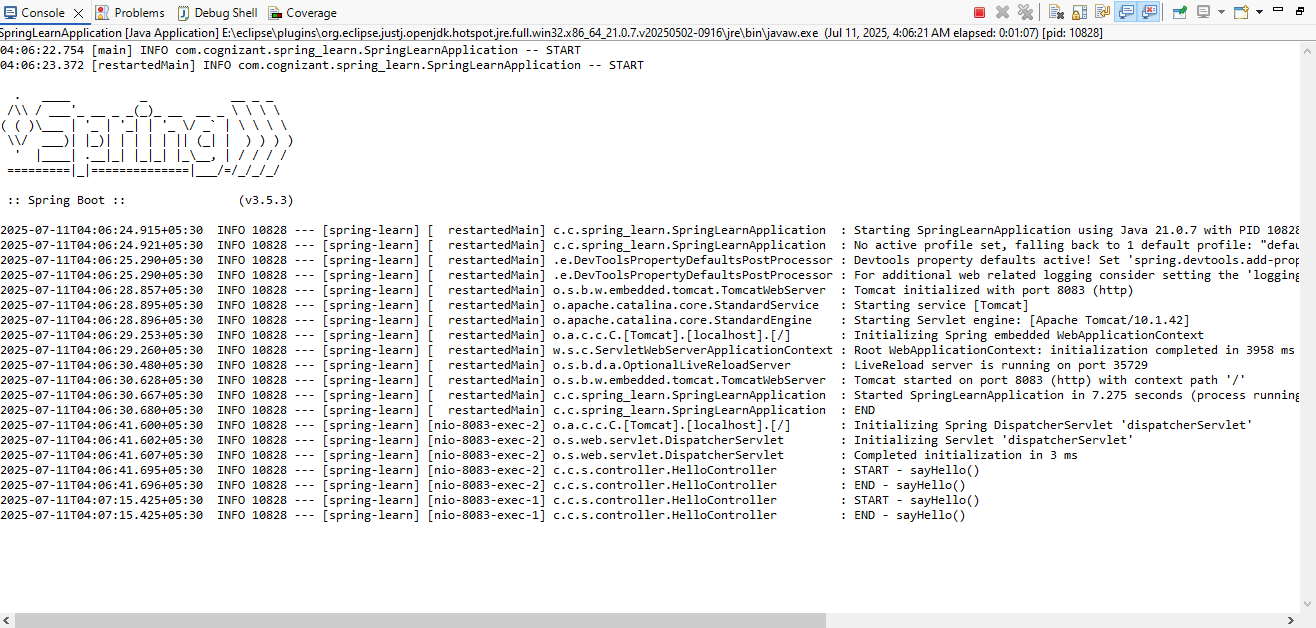 Console Problems Debug Shell Coverage
SpringLearnApplication [Java Application] E:\eclipse\plugins\org.eclipse.justj.openjdk.hotspot.jre.full.win32.x86_64_21.0.7.v20250502-0916\jre\bin\javaw.exe (Jul 11, 2025, 4:06:21 AM elapsed: 0:01:07) [pid: 10828]
04:06:22.754 [main] INFO com.cognizant.spring_learn.SpringLearnApplication -- START
04:06:23.372 [restartedMain] INFO com.cognizant.spring_learn.SpringLearnApplication -- START
  .   ____          _            __ _ _
 /\\ / ___'_ __ _ _(_)_ __  __ _ \ \ \ \
( ( )\___ | '_ | '_| | '_ \/ _` | \ \ \ \
 \\/  ___)| |_)| | | | | || (_| |  ) ) ) )
  '  |____| .__|_| |_|_| |_\__, | / / / /
 =========|_|==============|___/=/_/_/_/
 :: Spring Boot ::                (v3.5.3)
2025-07-11T04:06:24.915+05:30  INFO 10828 --- [spring-learn] [  restartedMain] c.c.spring_learn.SpringLearnApplication  : Starting SpringLearnApplication using Java 21.0.7 with PID 10828
2025-07-11T04:06:24.921+05:30  INFO 10828 --- [spring-learn] [  restartedMain] c.c.spring_learn.SpringLearnApplication  : No active profile set, falling back to 1 default profile: "defau
2025-07-11T04:06:25.290+05:30  INFO 10828 --- [spring-learn] [  restartedMain] .e.DevToolsPropertyDefaultsPostProcessor : Devtools property defaults active! Set 'spring.devtools.add-prop
2025-07-11T04:06:25.290+05:30  INFO 10828 --- [spring-learn] [  restartedMain] .e.DevToolsPropertyDefaultsPostProcessor : For additional web related logging consider setting the 'logging
2025-07-11T04:06:28.857+05:30  INFO 10828 --- [spring-learn] [  restartedMain] o.s.b.w.embedded.tomcat.TomcatWebServer  : Tomcat initialized with port 8083 (http)
2025-07-11T04:06:28.895+05:30  INFO 10828 --- [spring-learn] [  restartedMain] o.apache.catalina.core.StandardService   : Starting service [Tomcat]
2025-07-11T04:06:28.896+05:30  INFO 10828 --- [spring-learn] [  restartedMain] o.apache.catalina.core.StandardEngine    : Starting Servlet engine: [Apache Tomcat/10.1.42]
2025-07-11T04:06:29.253+05:30  INFO 10828 --- [spring-learn] [  restartedMain] o.a.c.c.C.[Tomcat].[localhost].[/]       : Initializing Spring embedded WebApplicationContext
2025-07-11T04:06:29.260+05:30  INFO 10828 --- [spring-learn] [  restartedMain] w.s.c.ServletWebServerApplicationContext : Root WebApplicationContext: initialization completed in 3958 ms
2025-07-11T04:06:30.480+05:30  INFO 10828 --- [spring-learn] [  restartedMain] o.s.b.d.a.OptionalLiveReloadServer       : LiveReload server is running on port 35729
2025-07-11T04:06:30.628+05:30  INFO 10828 --- [spring-learn] [  restartedMain] o.s.b.w.embedded.tomcat.TomcatWebServer  : Tomcat started on port 8083 (http) with context path '/'
2025-07-11T04:06:30.667+05:30  INFO 10828 --- [spring-learn] [  restartedMain] c.c.spring_learn.SpringLearnApplication  : Started SpringLearnApplication in 7.275 seconds (process running
2025-07-11T04:06:30.680+05:30  INFO 10828 --- [spring-learn] [  restartedMain] c.c.spring_learn.SpringLearnApplication  : END
2025-07-11T04:06:41.600+05:30  INFO 10828 --- [spring-learn] [nio-8083-exec-2] o.a.c.c.C.[Tomcat].[localhost].[/]       : Initializing Spring DispatcherServlet 'dispatcherServlet'
2025-07-11T04:06:41.602+05:30  INFO 10828 --- [spring-learn] [nio-8083-exec-2] o.s.web.servlet.DispatcherServlet        : Initializing Servlet 'dispatcherServlet'
2025-07-11T04:06:41.607+05:30  INFO 10828 --- [spring-learn] [nio-8083-exec-2] o.s.web.servlet.DispatcherServlet        : Completed initialization in 3 ms
2025-07-11T04:06:41.695+05:30  INFO 10828 --- [spring-learn] [nio-8083-exec-2] c.c.s.controller.HelloController         : START - sayHello()
2025-07-11T04:06:41.696+05:30  INFO 10828 --- [spring-learn] [nio-8083-exec-2] c.c.s.controller.HelloController         : END - sayHello()
2025-07-11T04:07:15.425+05:30  INFO 10828 --- [spring-learn] [nio-8083-exec-1] c.c.s.controller.HelloController         : START - sayHello()
2025-07-11T04:07:15.425+05:30  INFO 10828 --- [spring-learn] [nio-8083-exec-1] c.c.s.controller.HelloController         : END - sayHello()